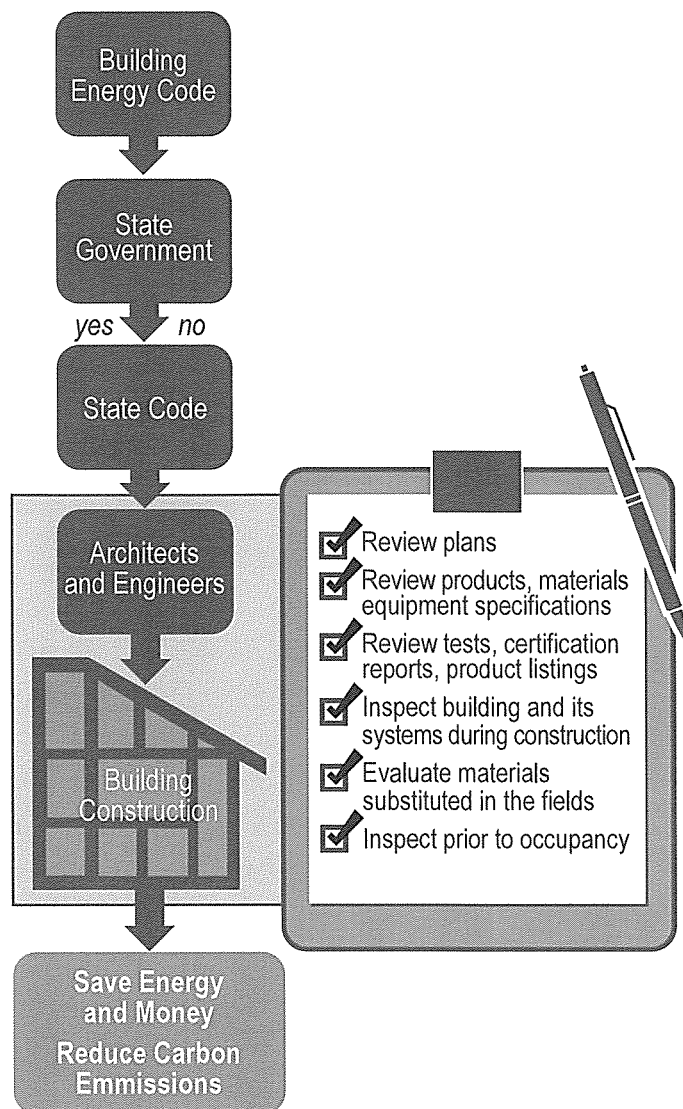 Building
Energy Code
State
Government
yes no
State Code
Architects
and Engineers
Building
Construction
Save Energy
and Money
Reduce Carbon
Emmissions
Review plans
Review products, materials
equipment specifications
Review tests, certification
reports, product listings
Inspect building and its
systems during construction
Evaluate materials
substituted in the fields
Inspect prior to occupancy